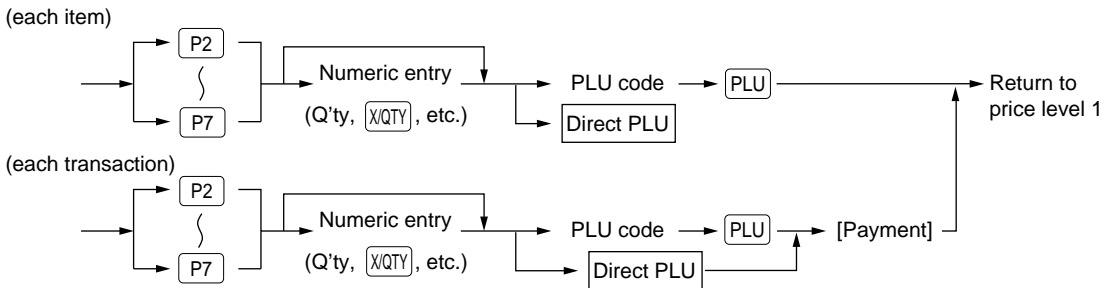 (each item)
P2
Numeric entry
PLU code PLU Return to
price level 1
(Q'ty, X/QTY, etc.)
P7 Direct PLU
(each transaction)
P2
Numeric entry
PLU code PLU [Payment]
(Q'ty, X/QTY, etc.)
P7 Direct PLU